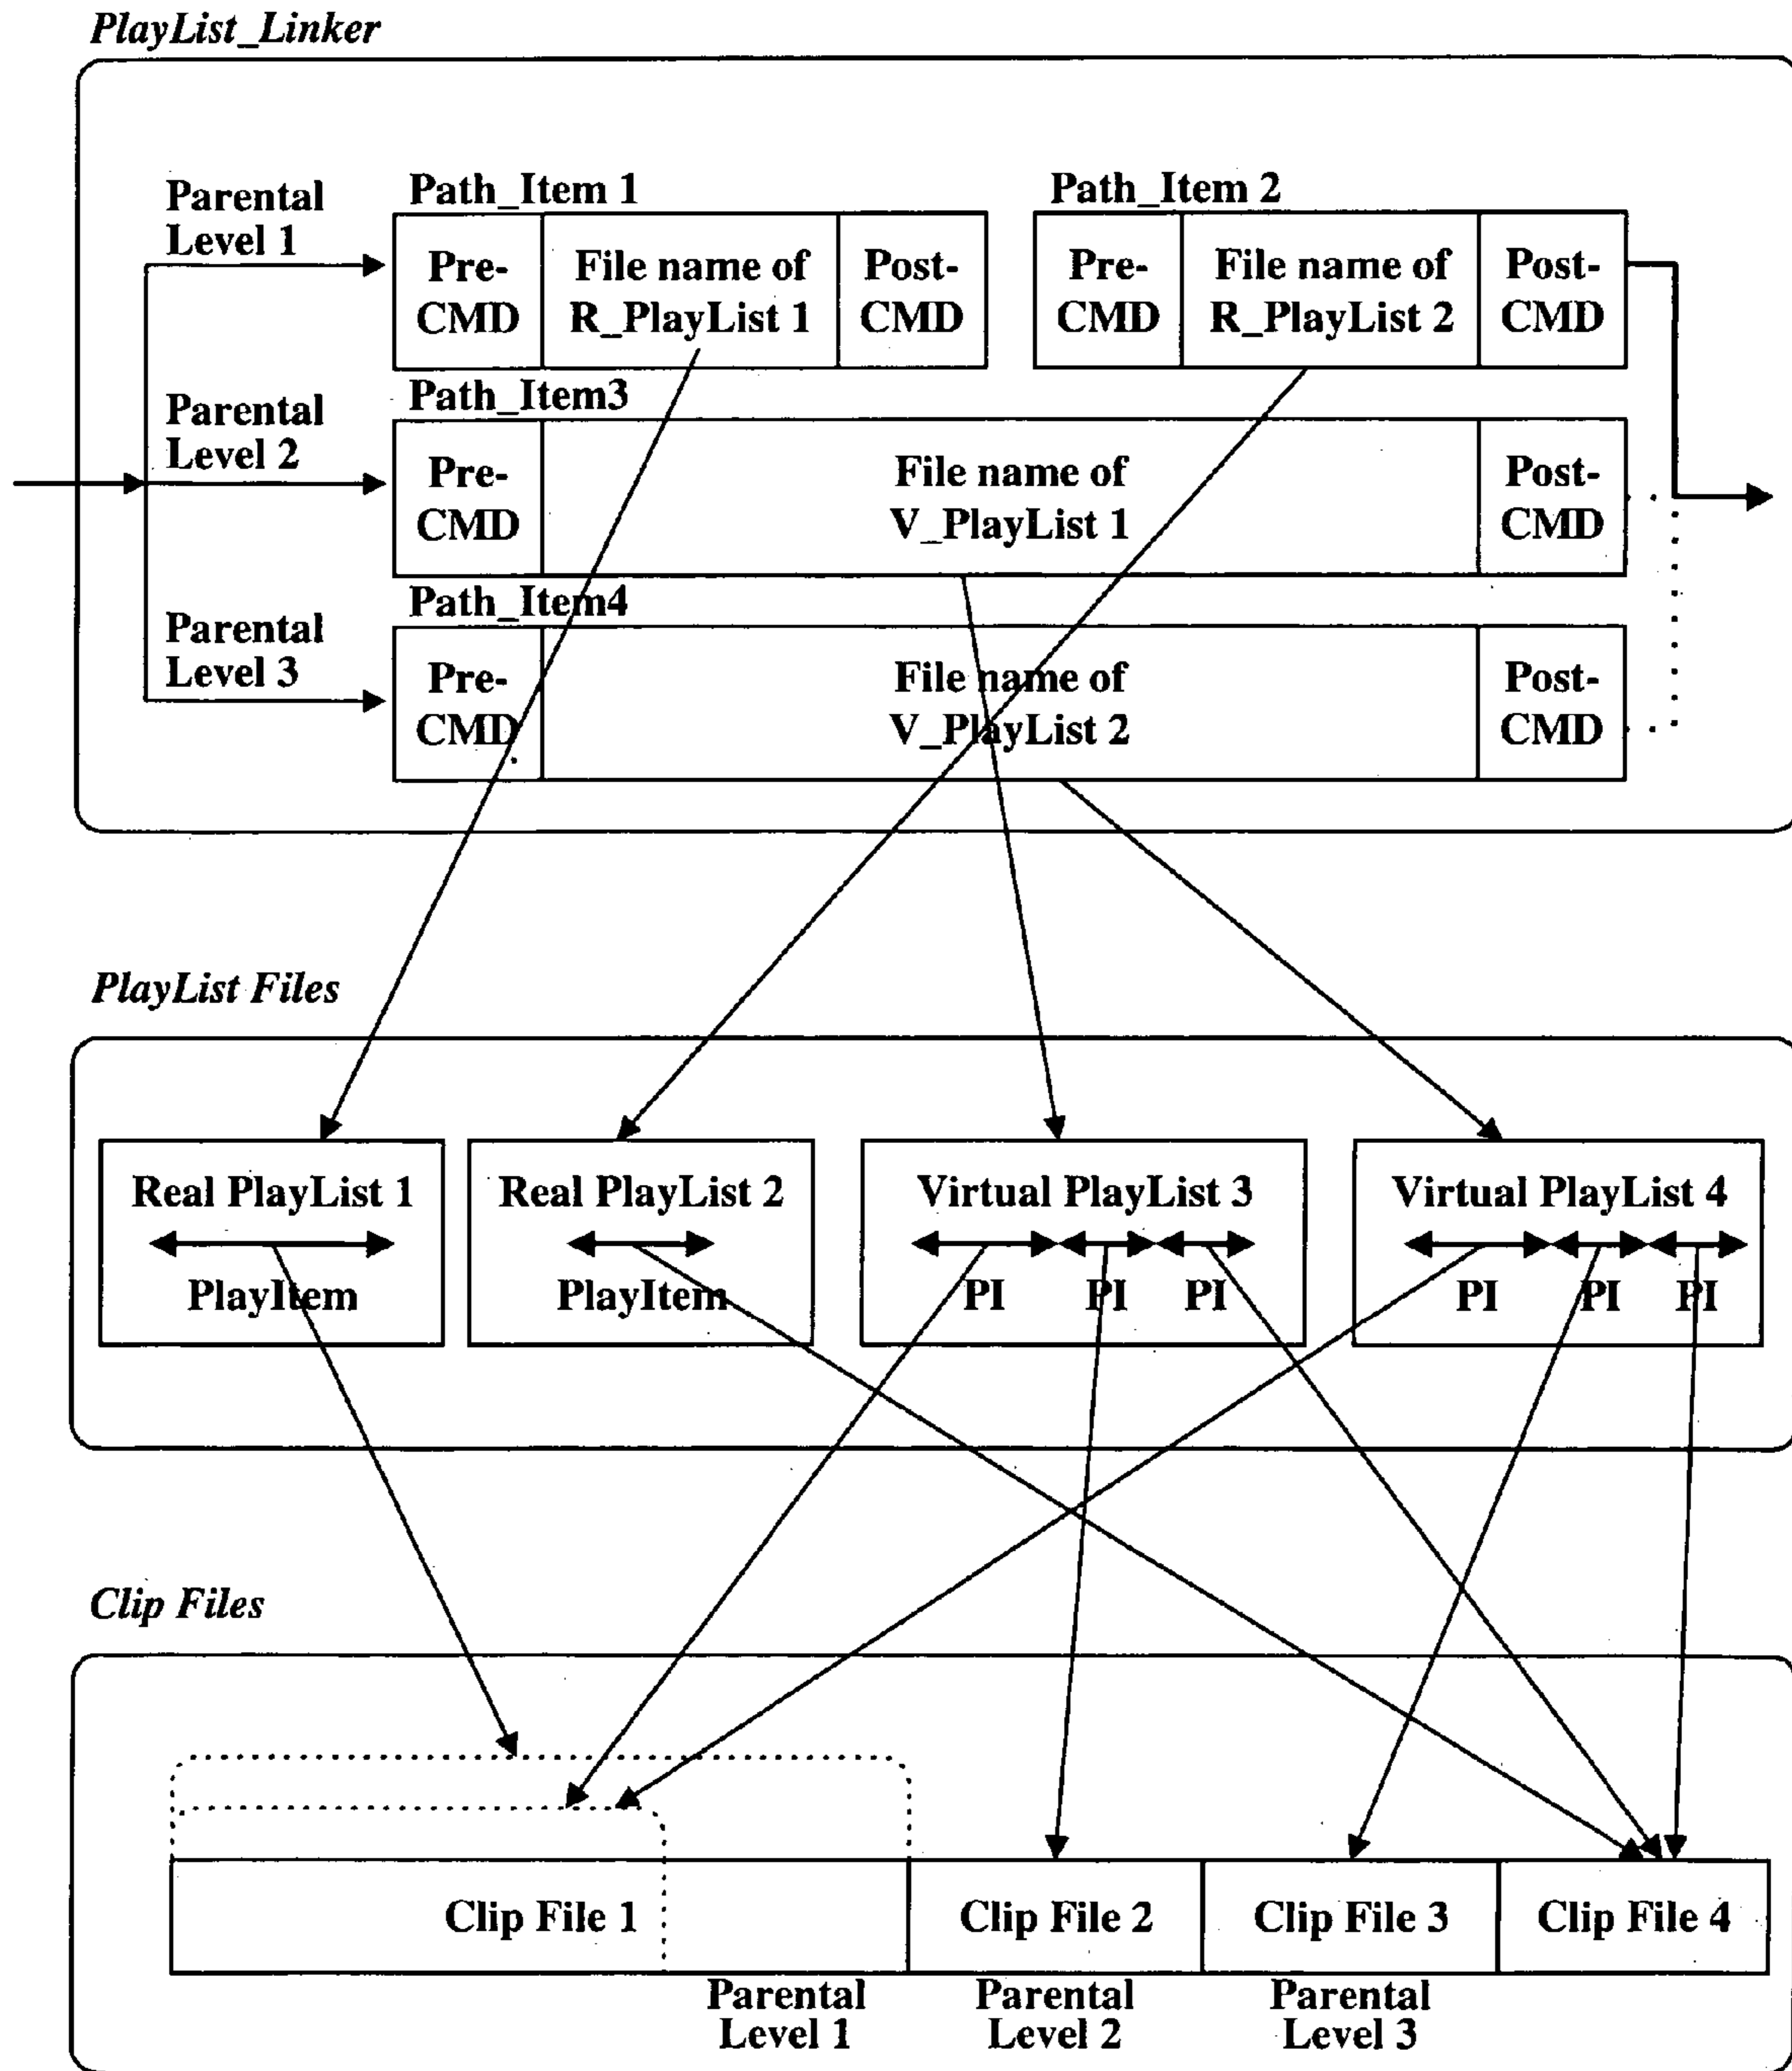 PlayList_Linker
Parental
Level 1
Path_Item 1
Pre-
CMD
File name of
R_PlayList 1
Post-
CMD
Path_Item 2
Pre-
CMD
File name of
R_PlayList 2
Post-
CMD
Parental
Level 2
Path_Item3
Pre-
CMD
File name of
V_PlayList 1
Post-
CMD
Parental
Level 3
Path_Item4
Pre-
CMD
File name of
V_PlayList 2
Post-
CMD
PlayList Files
Real PlayList 1
PlayItem
Real PlayList 2
PlayItem
Virtual PlayList 3
PI PI PI
Virtual PlayList 4
PI PI PI
Clip Files
Clip File 1
Clip File 2
Clip File 3
Clip File 4
Parental
Level 1
Parental
Level 2
Parental
Level 3